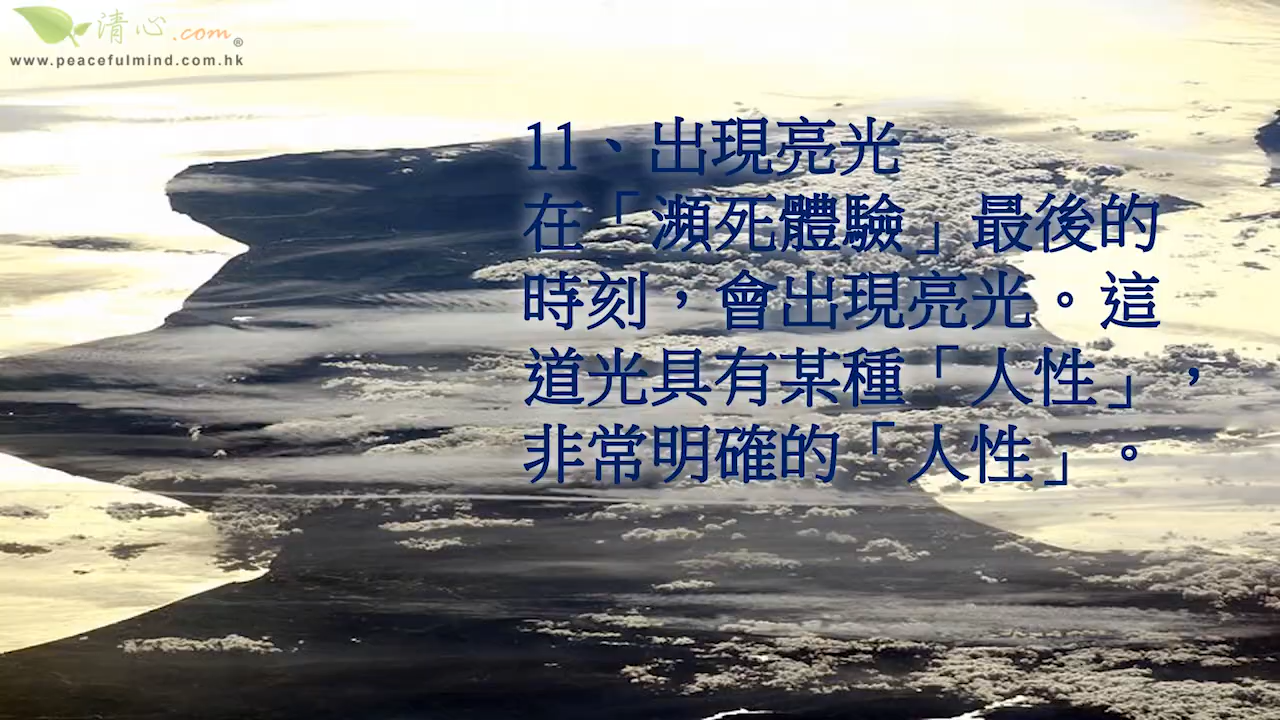 清心.com®
www.peacefulmind.com.hk
11、出現亮光
在「瀕死體驗」最後的
時刻，會出現亮光。這
道光具有某種「人性」，
非常明確的「人性」。